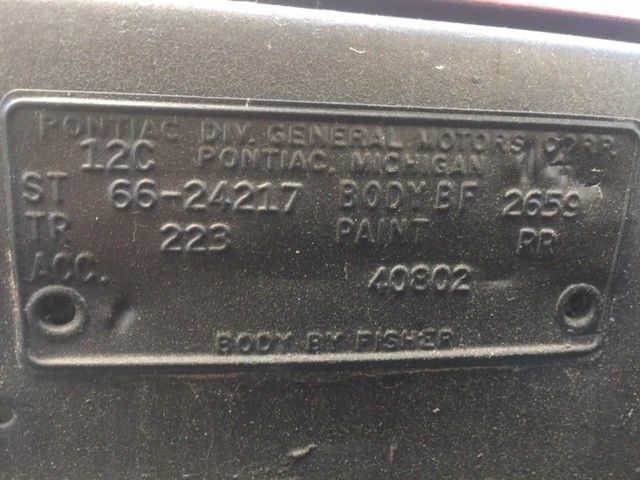 PONTIAC DIV. GENERAL MOTORS CORP.
12C PONTIAC, MICHIGAN
ST 66-24217 BODY BF 2659
TR 223 PAINT RR
ACC. 40802
BODY BY FISHER